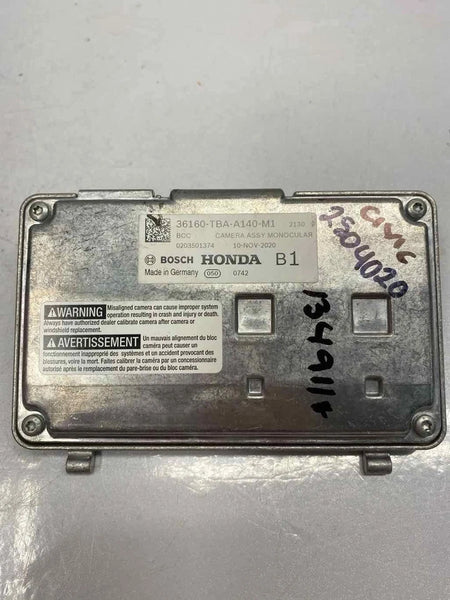 36160-TBA-A140-M1 2130 9
BCC CAMERA ASSY MONOCULAR
0203501374 10-NOV-2020
BOSCH HONDA B1
Made in Germany 050 0742
WARNING Misaligned camera can cause improper system
operation resulting in crash and injury or death.
Always have authorized dealer calibrate camera after camera or
windshield replacement.
AVERTISSEMENT Un mauvais alignement du bloc
caméra peut causer un
fonctionnement inapproprié des systèmes et un accident provocant des
blessures, voire la mort. Faites calibrer la caméra par un concessionnaire
autorisé après le remplacement du pare-brise ou du bloc caméra.
CIVIC
2304020